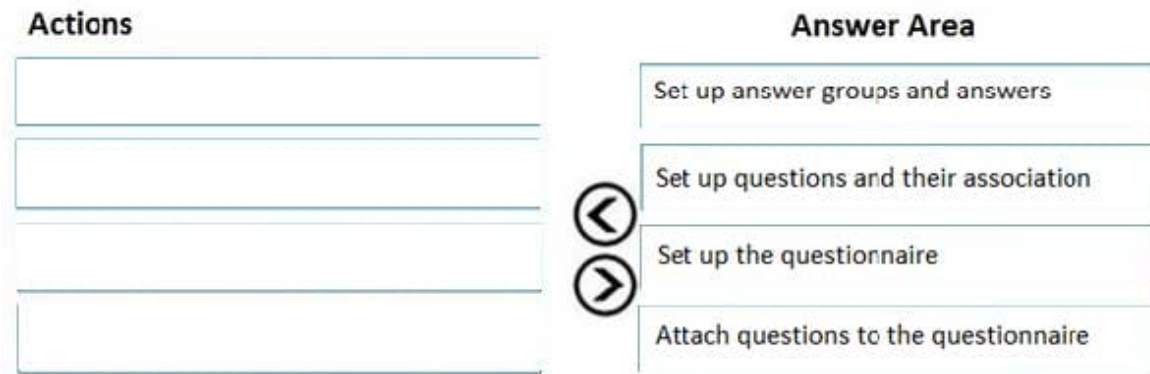 Actions
Answer Area
Set up answer groups and answers
Set up questions and their association
Set up the questionnaire
Attach questions to the questionnaire